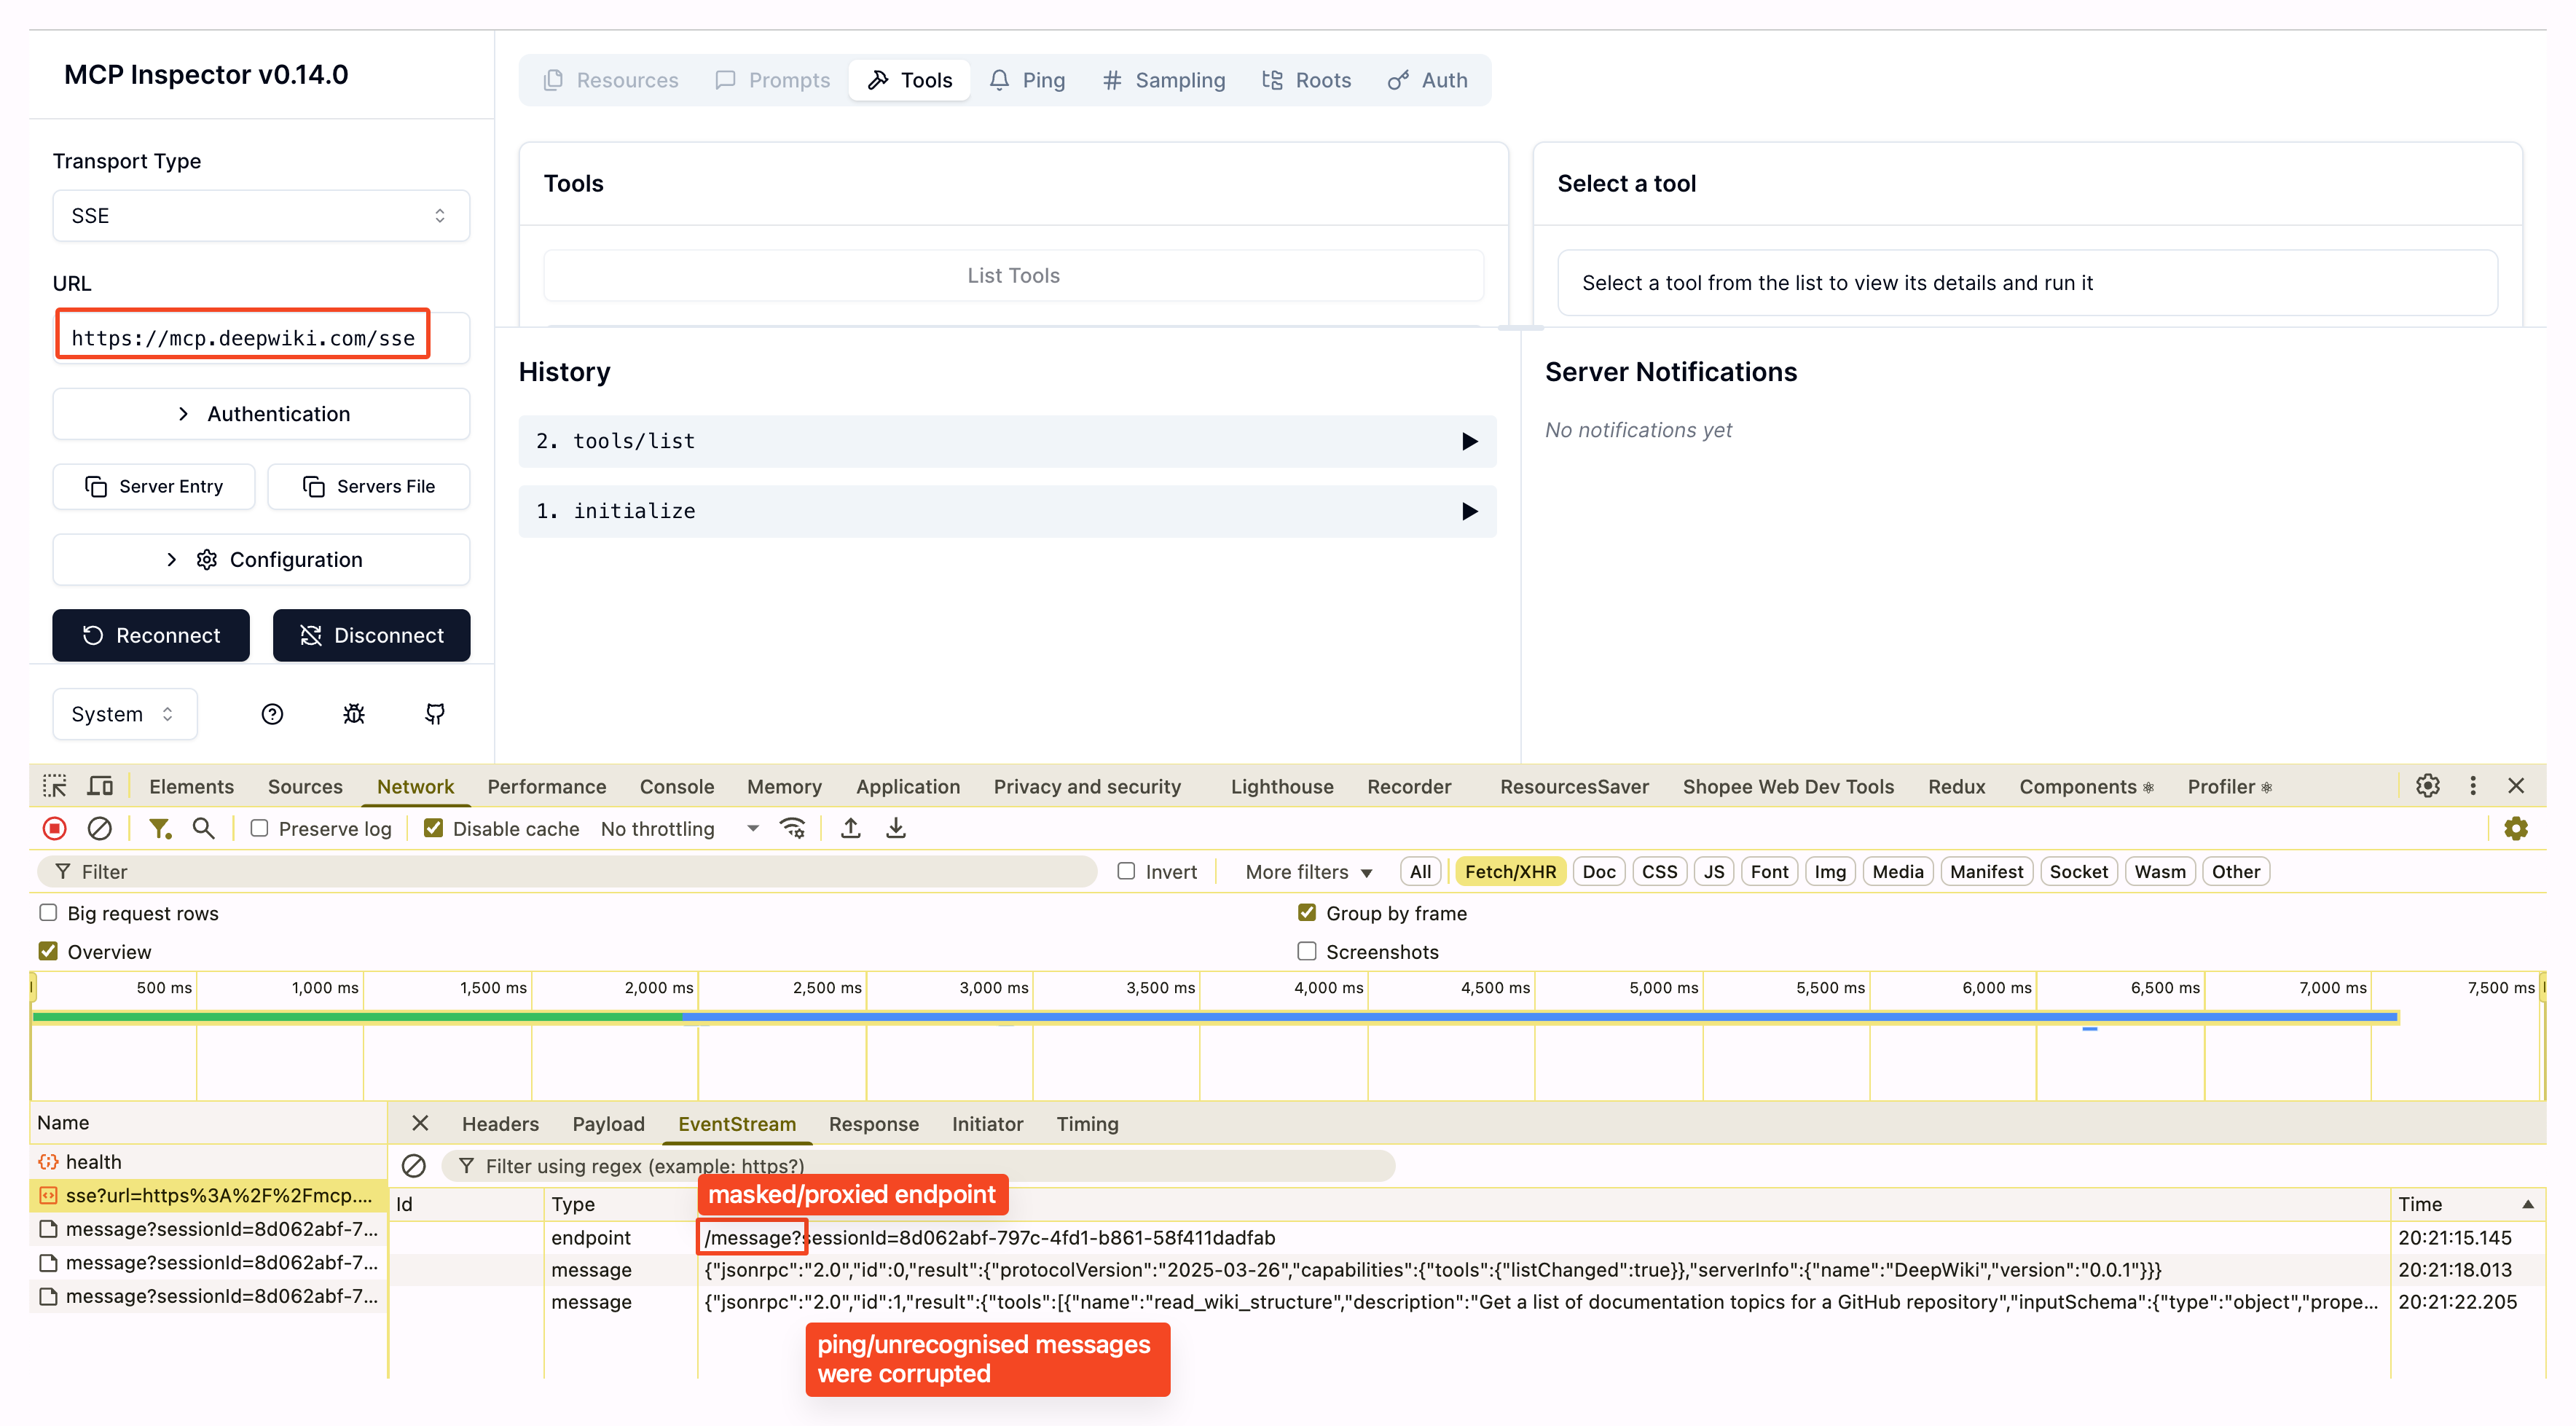 MCP Inspector v0.14.0
Resources
Prompts
Tools
Ping
Sampling
Roots
Auth
Transport Type
SSE
URL
https://mcp.deepwiki.com/sse
Authentication
Server Entry
Servers File
Configuration
Reconnect
Disconnect
System
Tools
List Tools
Select a tool
Select a tool from the list to view its details and run it
History
2. tools/list
1. initialize
Server Notifications
No notifications yet
Elements
Sources
Network
Performance
Console
Memory
Application
Privacy and security
Lighthouse
Recorder
ResourcesSaver
Shopee Web Dev Tools
Redux
Components
Profiler
Preserve log
Disable cache
No throttling
Filter
Invert
More filters
All
Fetch/XHR
Doc
CSS
JS
Font
Img
Media
Manifest
Socket
Wasm
Other
Big request rows
Group by frame
Overview
Screenshots
500 ms
1,000 ms
1,500 ms
2,000 ms
2,500 ms
3,000 ms
3,500 ms
4,000 ms
4,500 ms
5,000 ms
5,500 ms
6,000 ms
6,500 ms
7,000 ms
7,500 ms
Name
health
sse?url=https%3A%2F%2Fmcp....
message?sessionId=8d062abf-7...
message?sessionId=8d062abf-7...
message?sessionId=8d062abf-7...
Headers
Payload
EventStream
Response
Initiator
Timing
Filter using regex (example: https?)
masked/proxied endpoint
Id
Type
Time
endpoint
/message?sessionId=8d062abf-797c-4fd1-b861-58f411dadfab
20:21:15.145
message
{"jsonrpc":"2.0","id":0,"result":{"protocolVersion":"2025-03-26","capabilities":{"tools":{"listChanged":true}},"serverInfo":{"name":"DeepWiki","version":"0.0.1"}}}
20:21:18.013
message
{"jsonrpc":"2.0","id":1,"result":{"tools":[{"name":"read_wiki_structure","description":"Get a list of documentation topics for a GitHub repository","inputSchema":{"type":"object","prope...
20:21:22.205
ping/unrecognised messages
were corrupted